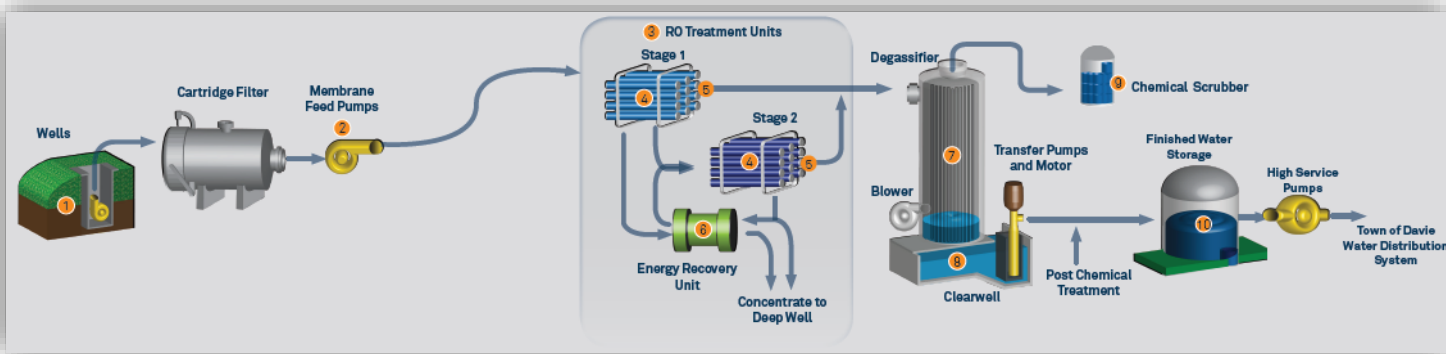 Wells
1
Cartridge Filter
Membrane
Feed Pumps
2
3 RO Treatment Units
Stage 1
4
5
Stage 2
4
5
6
Energy Recovery
Unit
Concentrate to
Deep Well
Degassifier
7
Blower
8
Clearwell
9 Chemical Scrubber
Transfer Pumps
and Motor
Post Chemical
Treatment
Finished Water
Storage
10
High Service
Pumps
Town of Davie
Water Distribution
System